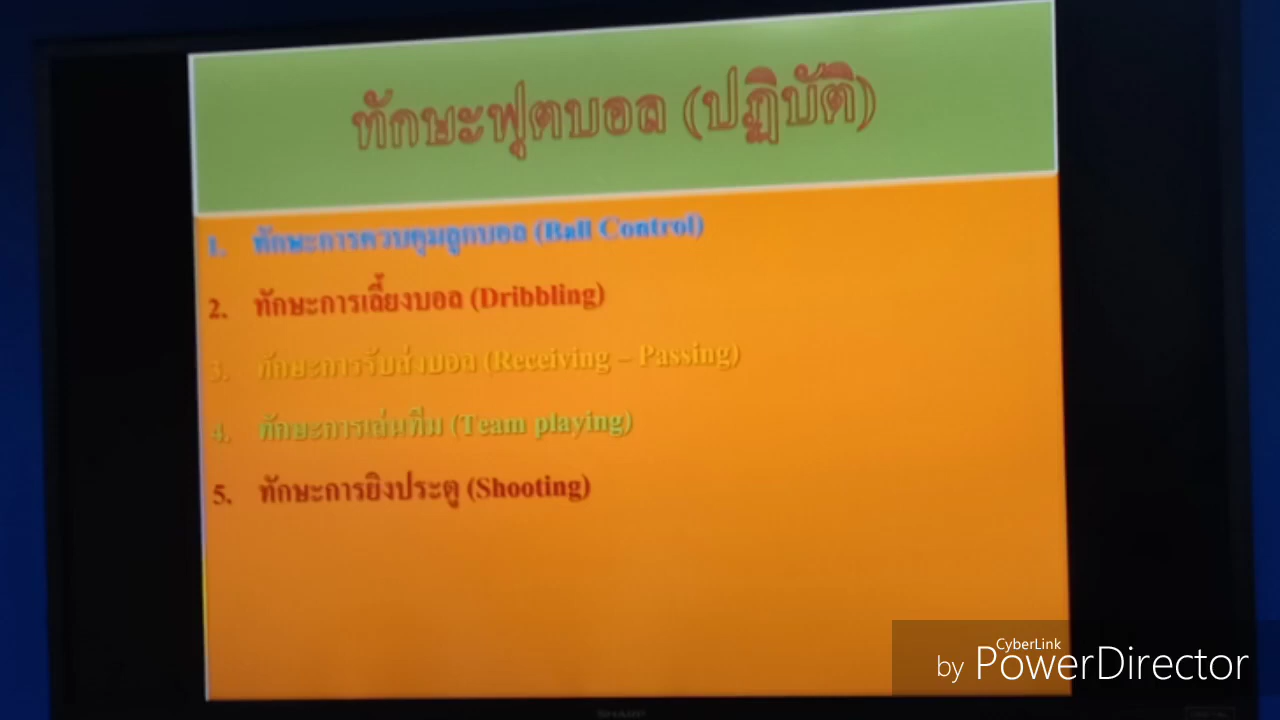 ทักษะฟุตบอล (ปฏิบัติ)
1. ทักษะการควบคุมลูกบอล (Ball Control)
2. ทักษะการเลี้ยงบอล (Dribbling)
3. ทักษะการรับส่งบอล (Receiving – Passing)
4. ทักษะการเล่นทีม (Team playing)
5. ทักษะการยิงประตู (Shooting)
CyberLink
by PowerDirector
SHARP